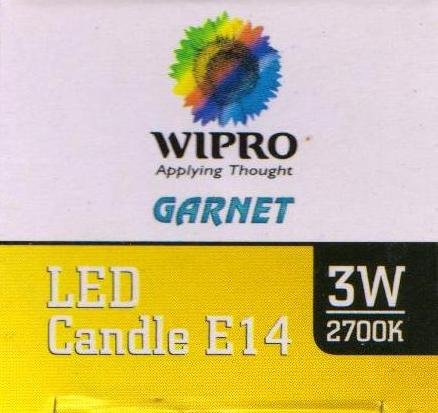 WIPRO
Applying Thought
GARNET
LED
Candle E14
3W
2700K